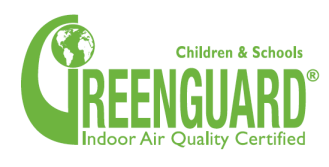 Children & Schools
GREENGUARD®
Indoor Air Quality Certified